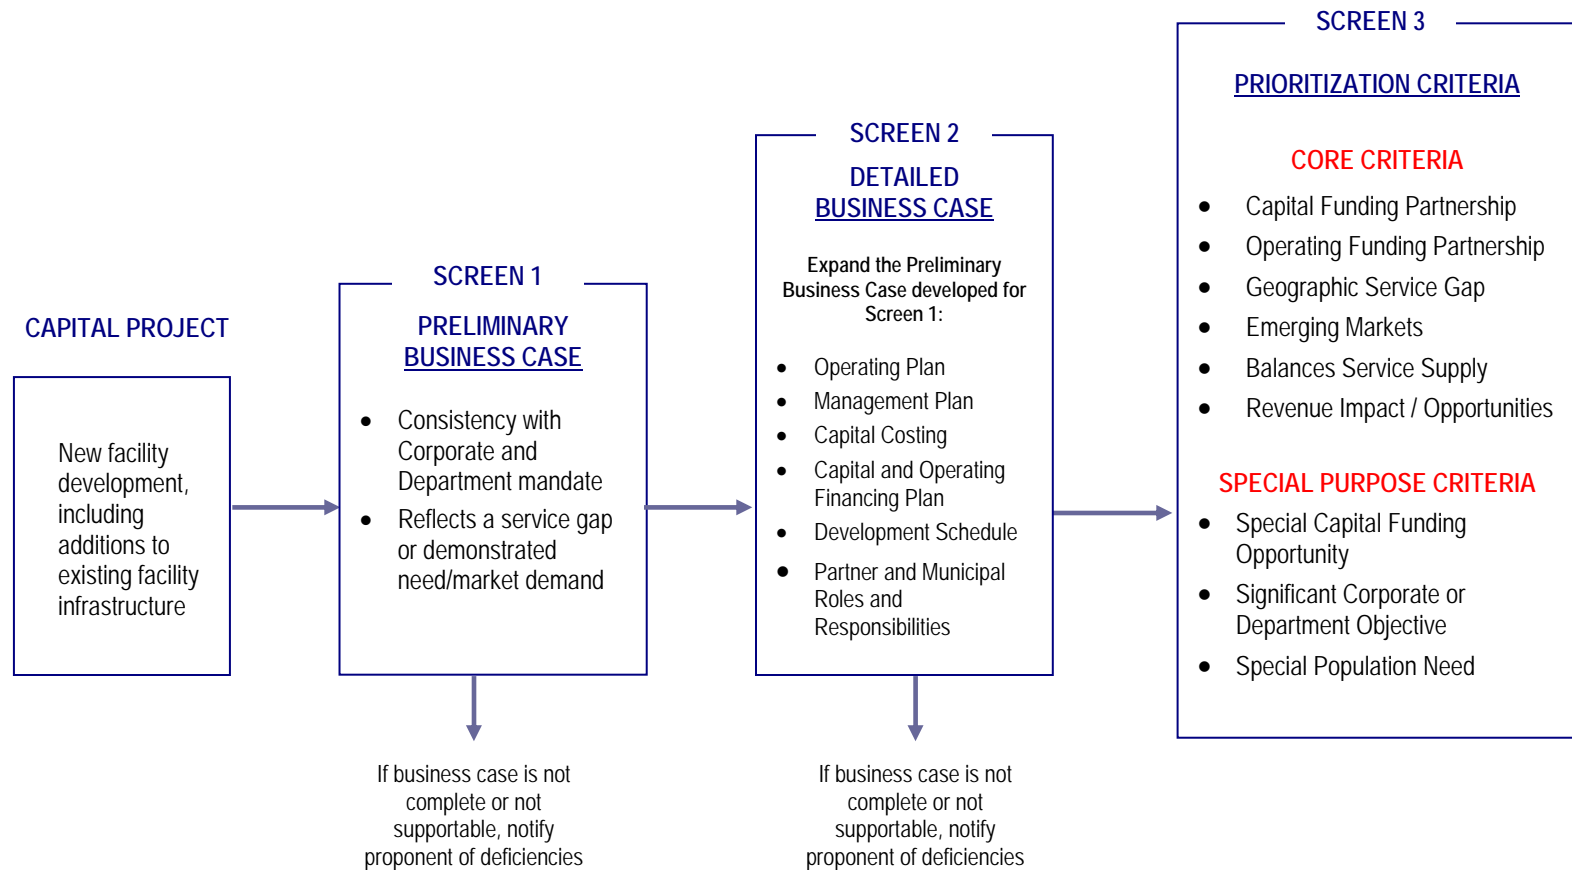 CAPITAL PROJECT
New facility
development,
including
additions to
existing facility
infrastructure
SCREEN 1
PRELIMINARY
BUSINESS CASE
• Consistency with
Corporate and
Department mandate
• Reflects a service gap
or demonstrated
need/market demand
If business case is not
complete or not
supportable, notify
proponent of deficiencies
SCREEN 2
DETAILED
BUSINESS CASE
Expand the Preliminary
Business Case developed for
Screen 1:
• Operating Plan
• Management Plan
• Capital Costing
• Capital and Operating
Financing Plan
• Development Schedule
• Partner and Municipal
Roles and
Responsibilities
If business case is not
complete or not
supportable, notify
proponent of deficiencies
SCREEN 3
PRIORITIZATION CRITERIA
CORE CRITERIA
• Capital Funding Partnership
• Operating Funding Partnership
• Geographic Service Gap
• Emerging Markets
• Balances Service Supply
• Revenue Impact / Opportunities
SPECIAL PURPOSE CRITERIA
• Special Capital Funding
Opportunity
• Significant Corporate or
Department Objective
• Special Population Need